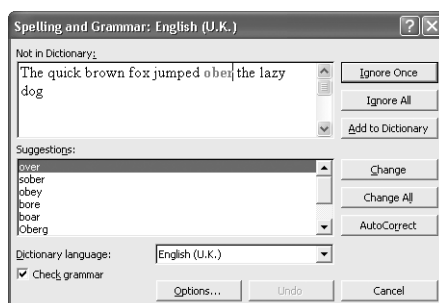 Spelling and Grammar: English (U.K.)
Not in Dictionary:
The quick brown fox jumped ober the lazy
dog
Ignore Once
Ignore All
Add to Dictionary
Suggestions:
over
sober
obey
bore
boar
Oberg
Change
Change All
AutoCorrect
Dictionary language:
English (U.K.)
Check grammar
Options...
Undo
Cancel